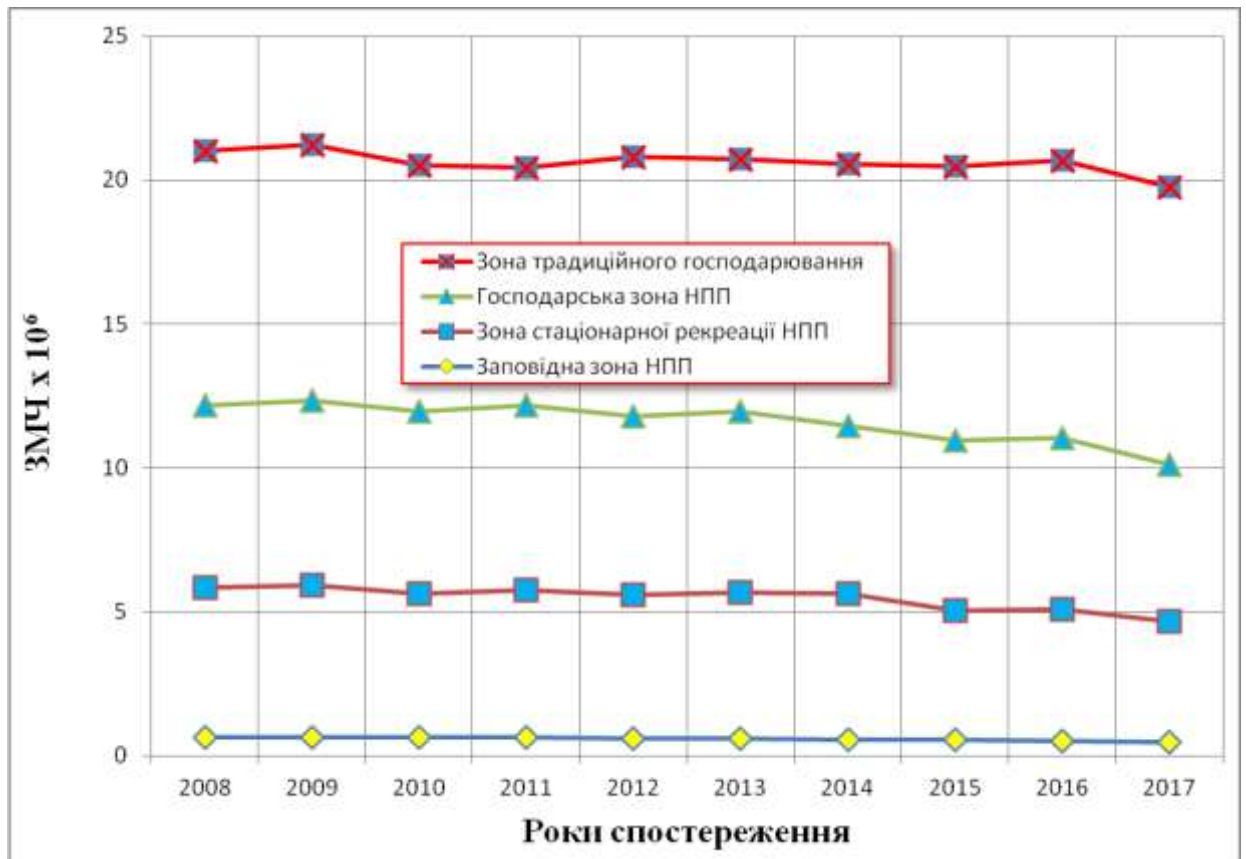 25
20
15
10
5
0
ЗМЧ х 10⁶
Зона традиційного господарювання
Господарська зона НПП
Зона стаціонарної рекреації НПП
Заповідна зона НПП
2008 2009 2010 2011 2012 2013 2014 2015 2016 2017
Роки спостереження